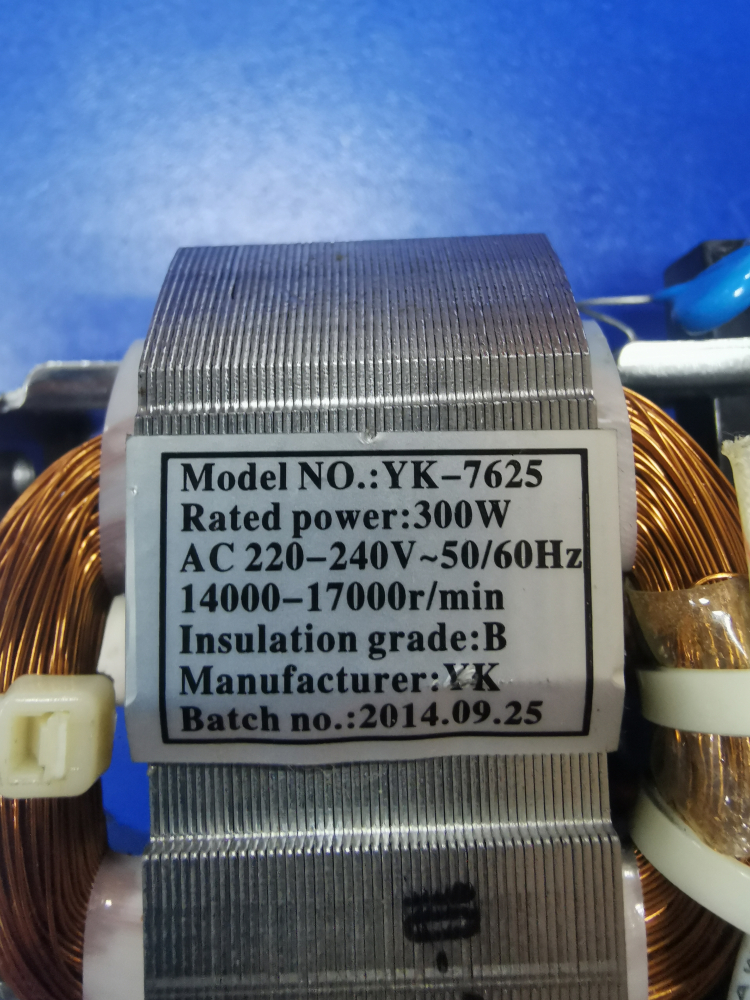 Model NO.:YK-7625
Rated power:300W
AC 220-240V~50/60Hz
14000-17000r/min
Insulation grade:B
Manufacturer:YK
Batch no.:2014.09.25